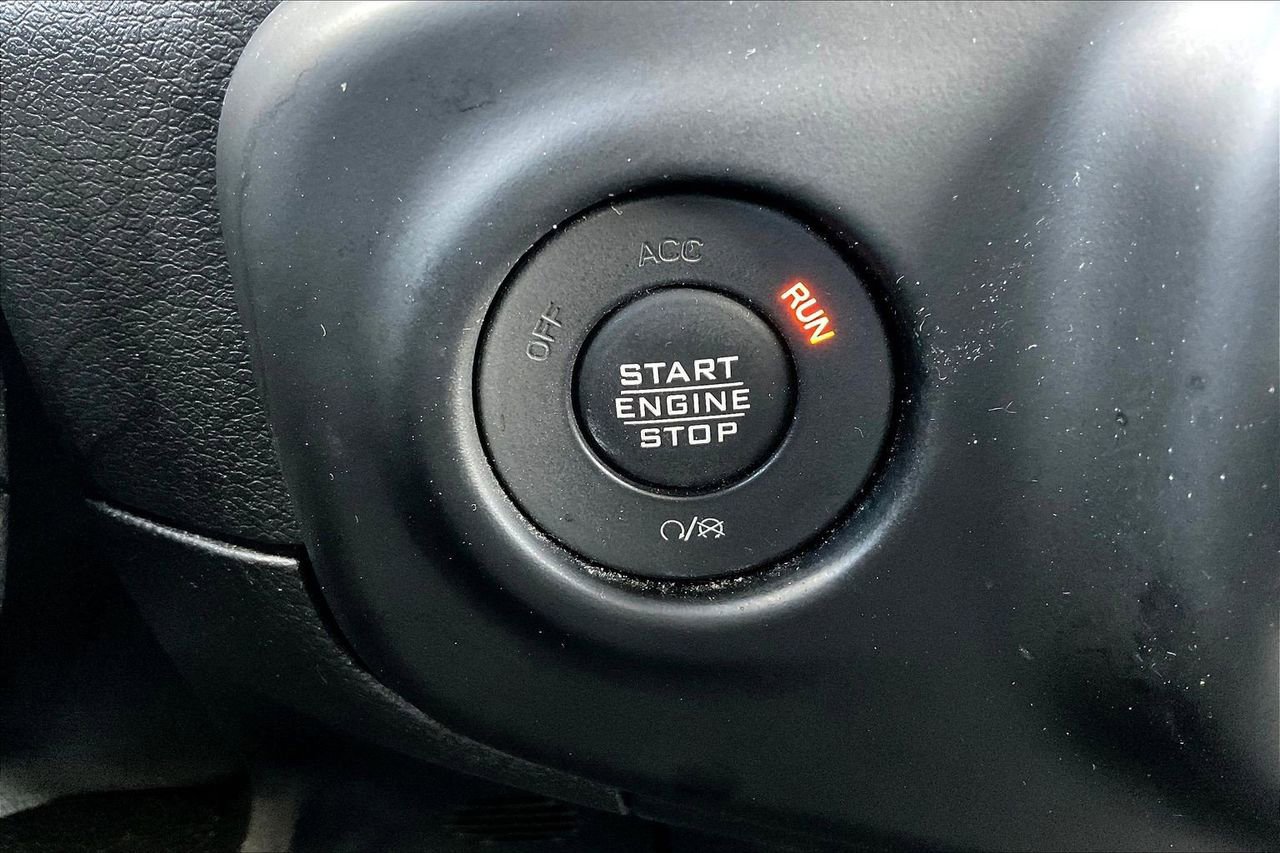 ACC
RUN
OFF
START
ENGINE
STOP